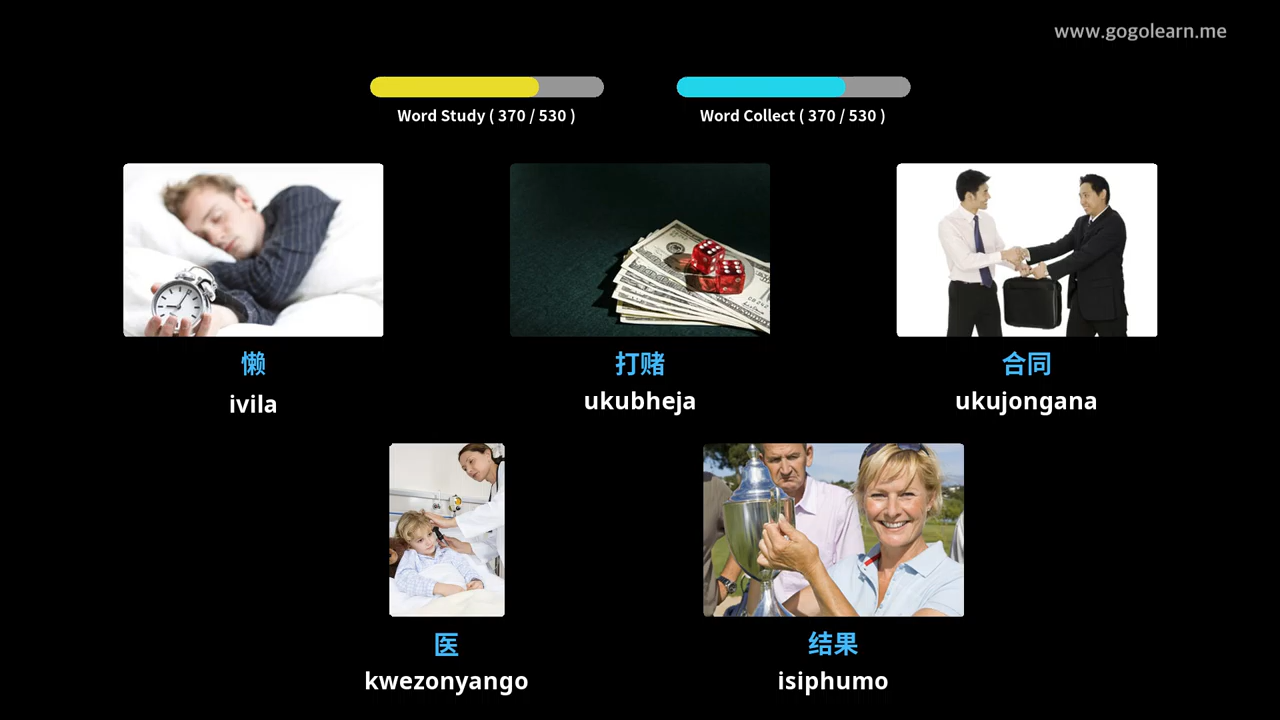 www.gogolearn.me
Word Study ( 370 / 530 )
Word Collect ( 370 / 530 )
懒
ivila
打赌
ukubheja
合同
ukujongana
医
kwezonyango
结果
isiphumo